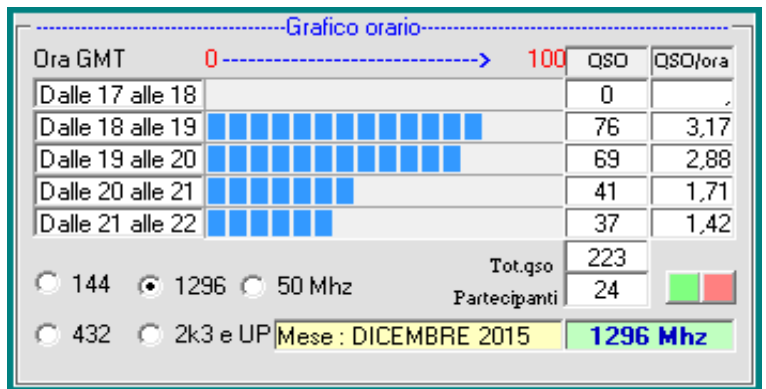 Grafico orario
Ora GMT 0 -----------------------------> 100 QSO QSO/ora
Dalle 17 alle 18 0 ,
Dalle 18 alle 19 76 3,17
Dalle 19 alle 20 69 2,88
Dalle 20 alle 21 41 1,71
Dalle 21 alle 22 37 1,42
Tot.qso 223
144 1296 50 Mhz Partecipanti 24
432 2k3 e UP Mese : DICEMBRE 2015 1296 Mhz